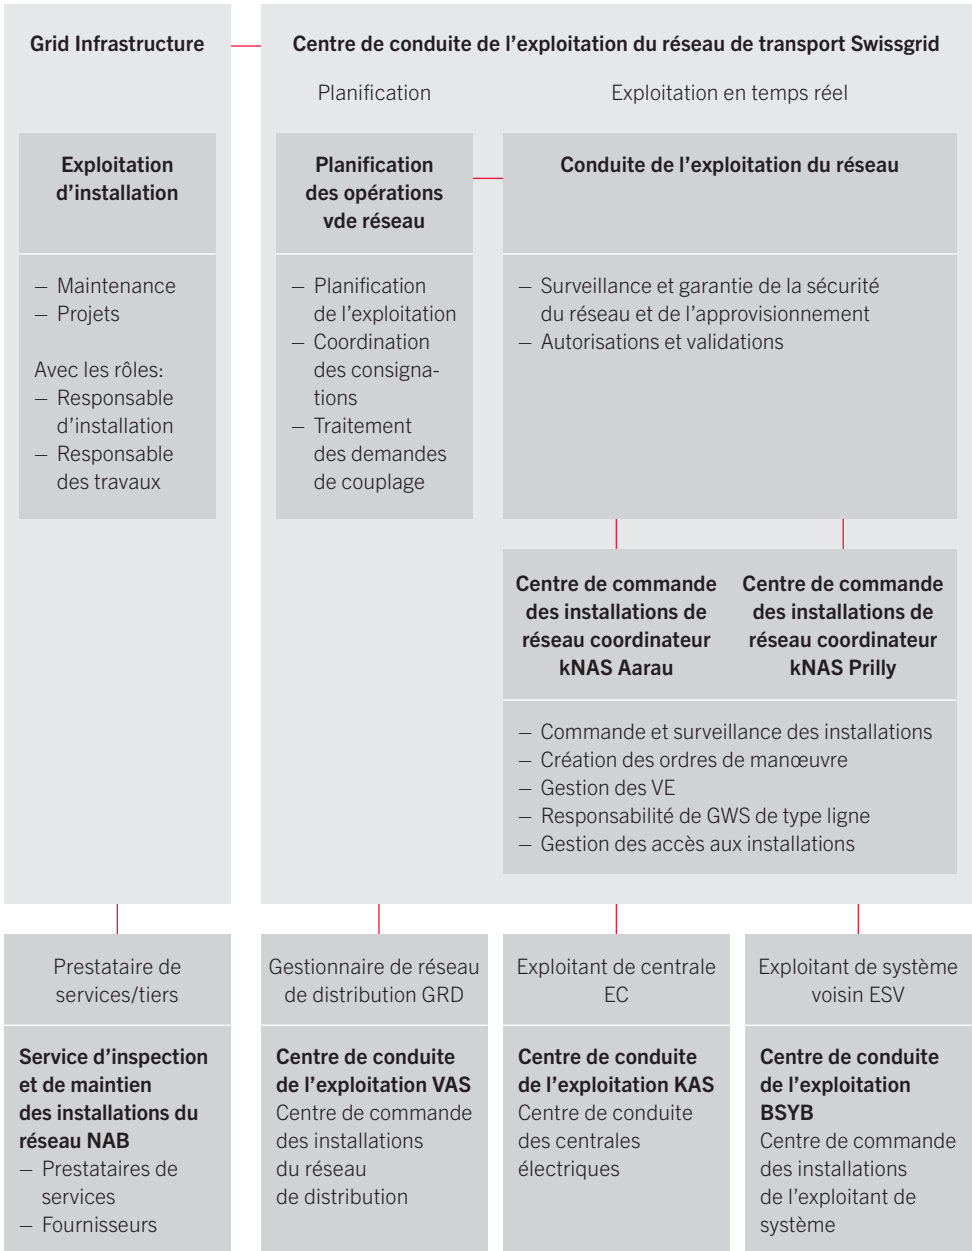 Grid Infrastructure
Exploitation
d’installation
– Maintenance
– Projets
Avec les rôles:
– Responsable
d’installation
– Responsable
des travaux
Centre de conduite de l’exploitation du réseau de transport Swissgrid
Planification
Exploitation en temps réel
Planification
des opérations
vde réseau
– Planification
de l’exploitation
– Coordination
des consigna-
tions
– Traitement
des demandes
de couplage
Conduite de l’exploitation du réseau
– Surveillance et garantie de la sécurité
du réseau et de l’approvisionnement
– Autorisations et validations
Centre de commande
des installations de
réseau coordinateur
kNAS Aarau
Centre de commande
des installations de
réseau coordinateur
kNAS Prilly
– Commande et surveillance des installations
– Création des ordres de manœuvre
– Gestion des VE
– Responsabilité de GWS de type ligne
– Gestion des accès aux installations
Prestataire de
services/tiers
Service d’inspection
et de maintien
des installations du
réseau NAB
– Prestataires de
services
– Fournisseurs
Gestionnaire de réseau
de distribution GRD
Centre de conduite
de l’exploitation VAS
Centre de commande
des installations
du réseau
de distribution
Exploitant de centrale
EC
Centre de conduite
de l’exploitation KAS
Centre de conduite
des centrales
électriques
Exploitant de système
voisin ESV
Centre de conduite
de l’exploitation
BSYB
Centre de commande
des installations
de l’exploitant de
système